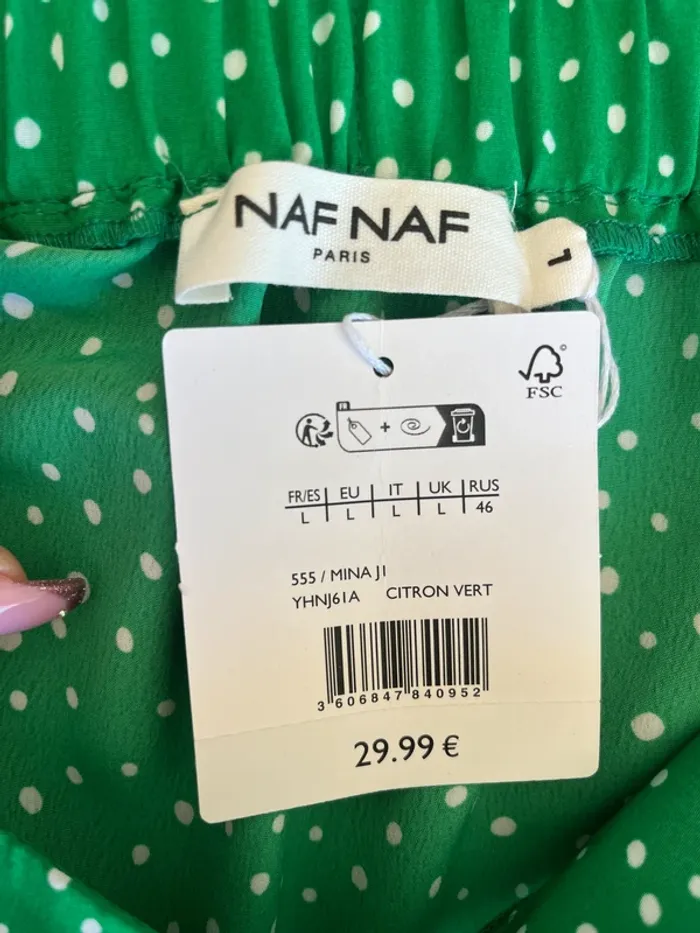 NAF NAF
PARIS
L
FSC
FR
FR/ES EU IT UK RUS
L L L L 46
555 / MINA J1
YHNJ61A CITRON VERT
3 606847 840952
29.99 €